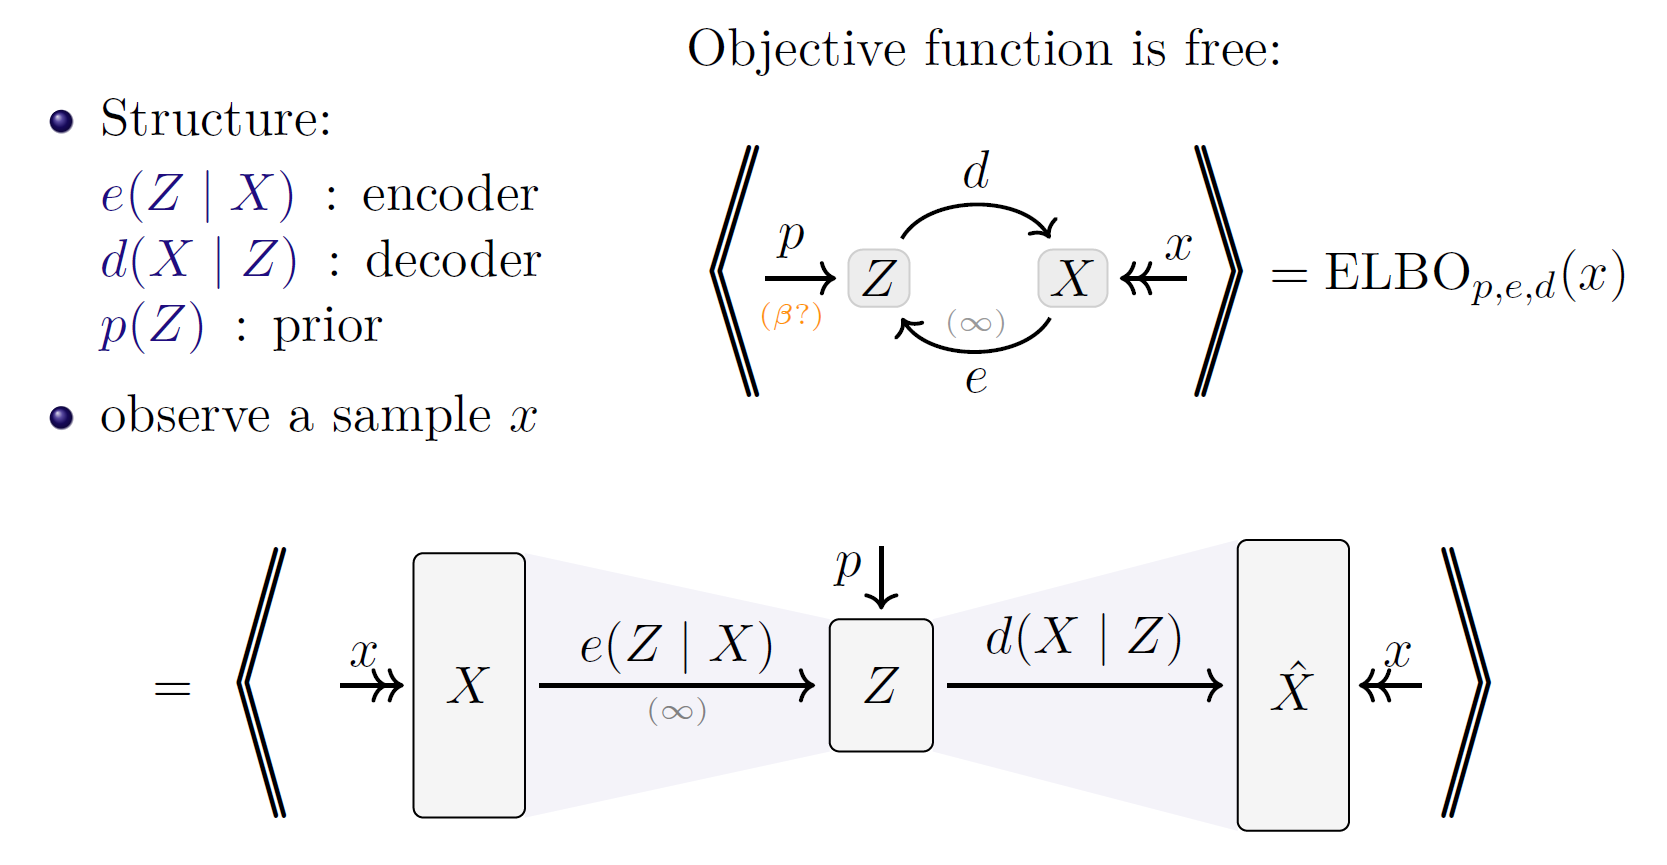 Objective function is free:
Structure:
e(Z | X) : encoder
d(X | Z) : decoder
p(Z) : prior
observe a sample x
d
p
(β?)
Z
X
x
(∞)
e
= ELBO_{p,e,d}(x)
=
x
X
e(Z | X)
(∞)
p
Z
d(X | Z)
X̂
x